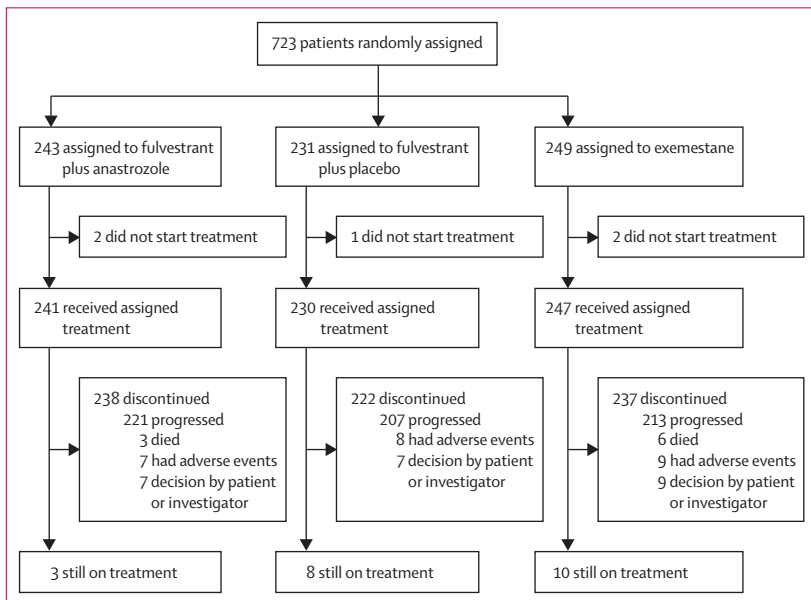 723 patients randomly assigned
243 assigned to fulvestrant
plus anastrozole
231 assigned to fulvestrant
plus placebo
249 assigned to exemestane
2 did not start treatment
1 did not start treatment
2 did not start treatment
241 received assigned
treatment
230 received assigned
treatment
247 received assigned
treatment
238 discontinued
221 progressed
3 died
7 had adverse events
7 decision by patient
or investigator
222 discontinued
207 progressed
8 had adverse events
7 decision by patient
or investigator
237 discontinued
213 progressed
6 died
9 had adverse events
9 decision by patient
or investigator
3 still on treatment
8 still on treatment
10 still on treatment